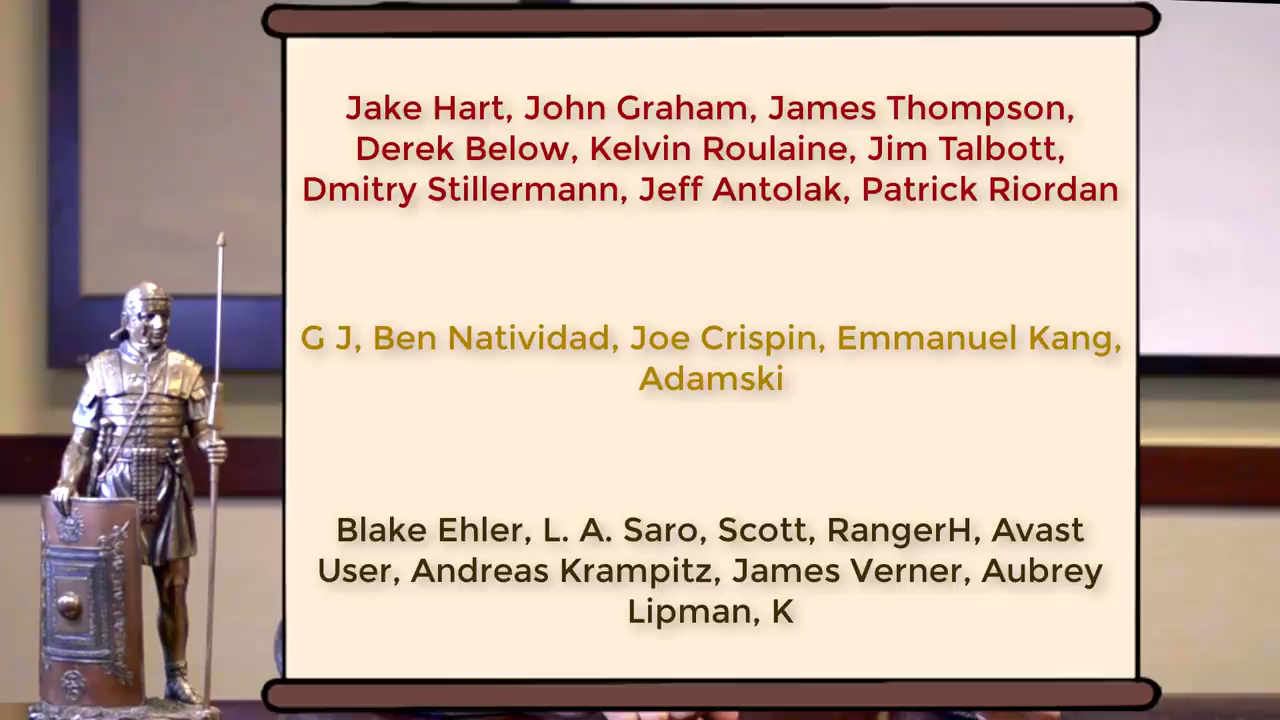 Jake Hart, John Graham, James Thompson,
Derek Below, Kelvin Roulaine, Jim Talbott,
Dmitry Stillermann, Jeff Antolak, Patrick Riordan
G J, Ben Natividad, Joe Crispin, Emmanuel Kang,
Adamski
Blake Ehler, L. A. Saro, Scott, RangerH, Avast
User, Andreas Krampitz, James Verner, Aubrey
Lipman, K